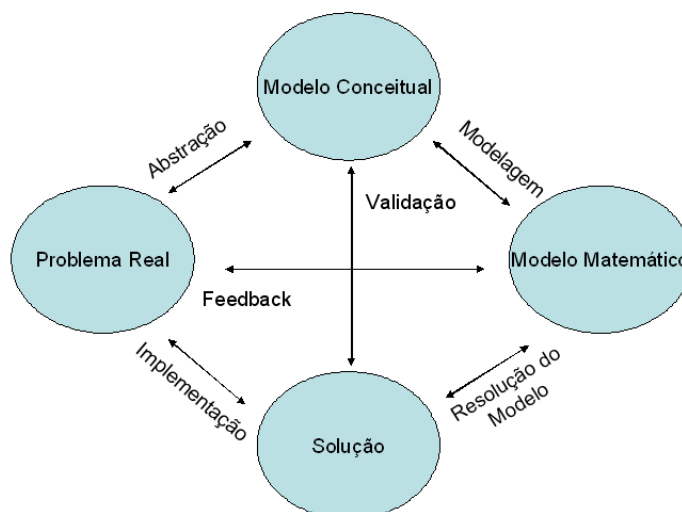 Modelo Conceitual
Abstração
Modelagem
Validação
Problema Real
Modelo Matemático
Feedback
Implementação
Resolução do
Modelo
Solução